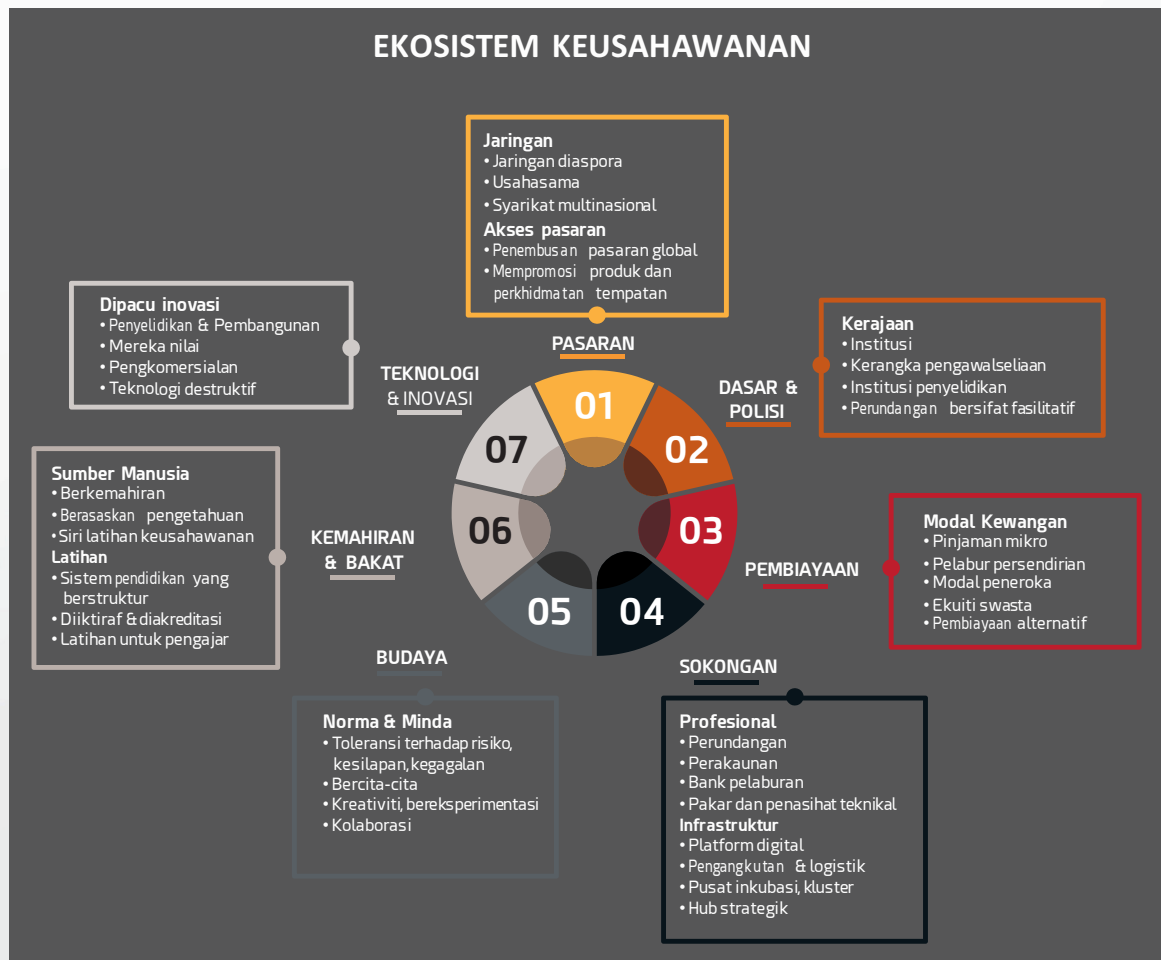 EKOSISTEM KEUSAHAWANAN
Jaringan
• Jaringan diaspora
• Usahasama
• Syarikat multinasional
Akses pasaran
• Penembusan pasaran global
• Mempromosi produk dan
perkhidmatan tempatan
PASARAN
01
Kerajaan
• Institusi
• Kerangka pengawalseliaan
• Institusi penyelidikan
• Perundangan bersifat fasilitatif
DASAR &
POLISI
02
Modal Kewangan
• Pinjaman mikro
• Pelabur persendirian
• Modal peneroka
• Ekuiti swasta
• Pembiayaan alternatif
PEMBIAYAAN
03
SOKONGAN
04
Profesional
• Perundangan
• Perakaunan
• Bank pelaburan
• Pakar dan penasihat teknikal
Infrastruktur
• Platform digital
• Pengangkutan & logistik
• Pusat inkubasi, kluster
• Hub strategik
BUDAYA
05
Norma & Minda
• Toleransi terhadap risiko,
kesilapan, kegagalan
• Bercita-cita
• Kreativiti, bereksperimentasi
• Kolaborasi
KEMAHIRAN
& BAKAT
06
Sumber Manusia
• Berkemahiran
• Berasaskan pengetahuan
• Siri latihan keusahawanan
Latihan
• Sistem pendidikan yang
berstruktur
• Diiktiraf & diakreditasi
• Latihan untuk pengajar
TEKNOLOGI
& INOVASI
07
Dipacu inovasi
• Penyelidikan & Pembangunan
• Mereka nilai
• Pengkomersialan
• Teknologi destruktif